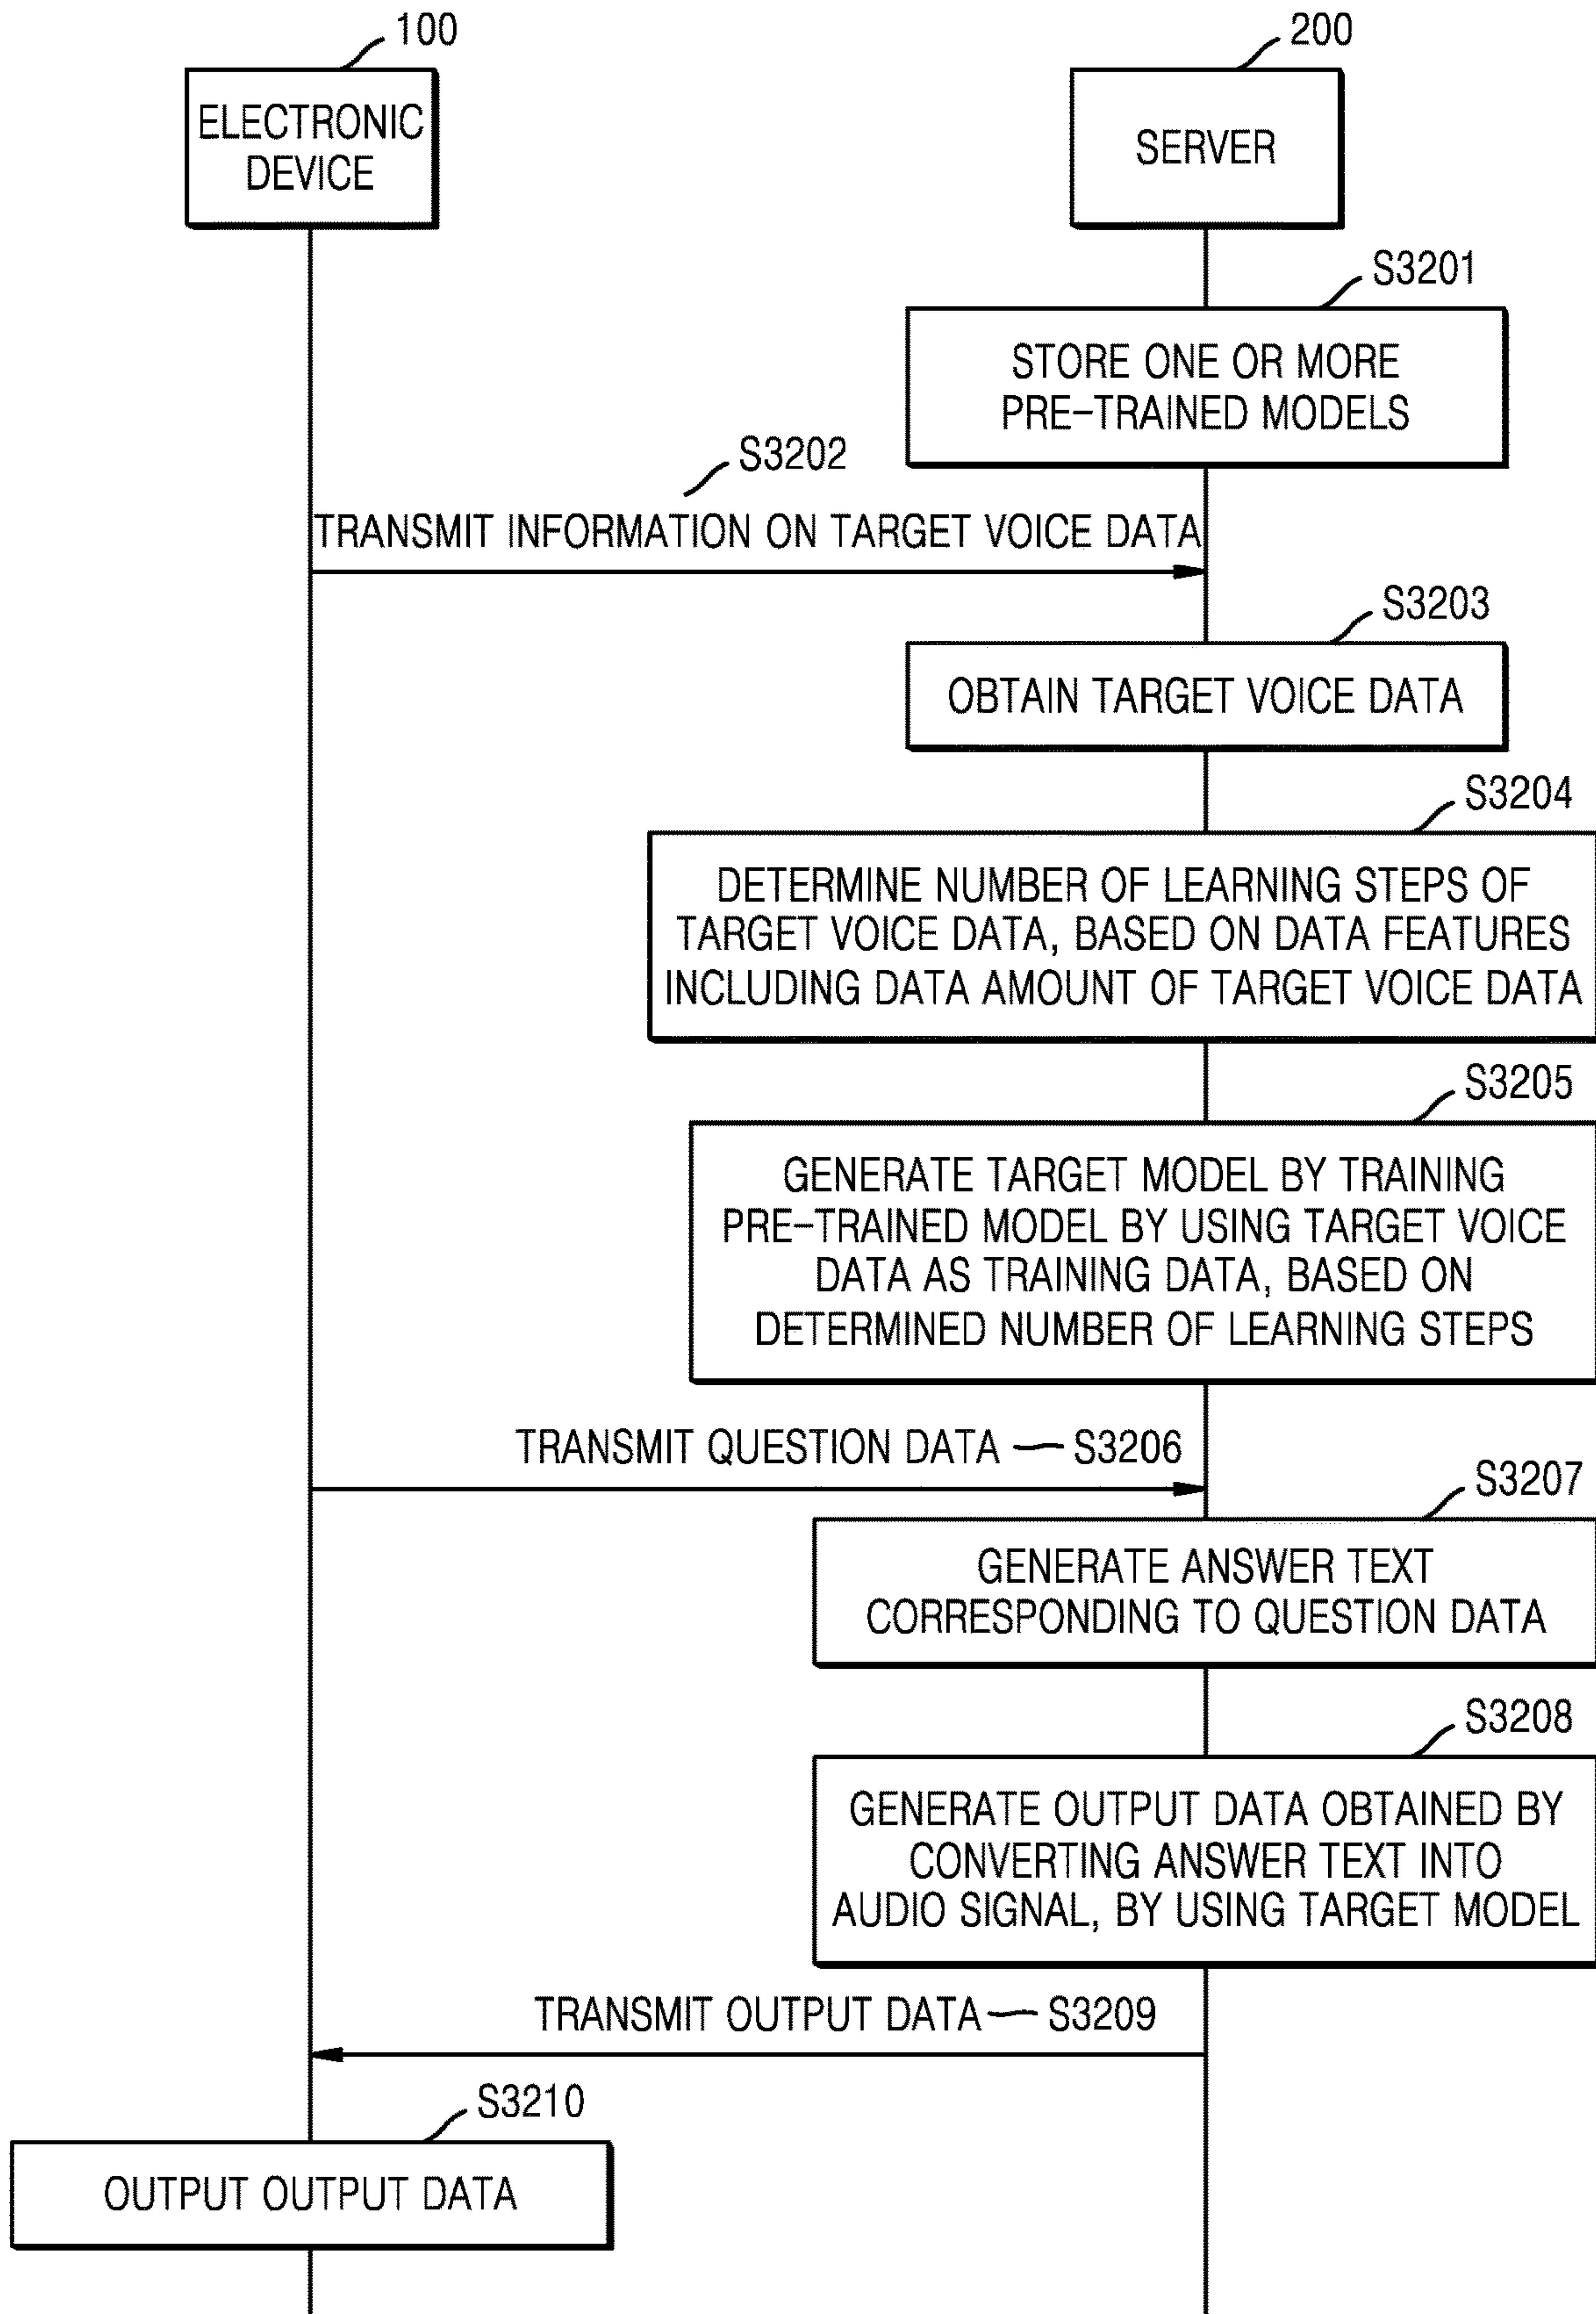 100
ELECTRONIC
DEVICE
200
SERVER
S3201
STORE ONE OR MORE
PRE-TRAINED MODELS
S3202
TRANSMIT INFORMATION ON TARGET VOICE DATA
S3203
OBTAIN TARGET VOICE DATA
S3204
DETERMINE NUMBER OF LEARNING STEPS OF
TARGET VOICE DATA, BASED ON DATA FEATURES
INCLUDING DATA AMOUNT OF TARGET VOICE DATA
S3205
GENERATE TARGET MODEL BY TRAINING
PRE-TRAINED MODEL BY USING TARGET VOICE
DATA AS TRAINING DATA, BASED ON
DETERMINED NUMBER OF LEARNING STEPS
TRANSMIT QUESTION DATA S3206
S3207
GENERATE ANSWER TEXT
CORRESPONDING TO QUESTION DATA
S3208
GENERATE OUTPUT DATA OBTAINED BY
CONVERTING ANSWER TEXT INTO
AUDIO SIGNAL, BY USING TARGET MODEL
TRANSMIT OUTPUT DATA S3209
S3210
OUTPUT OUTPUT DATA